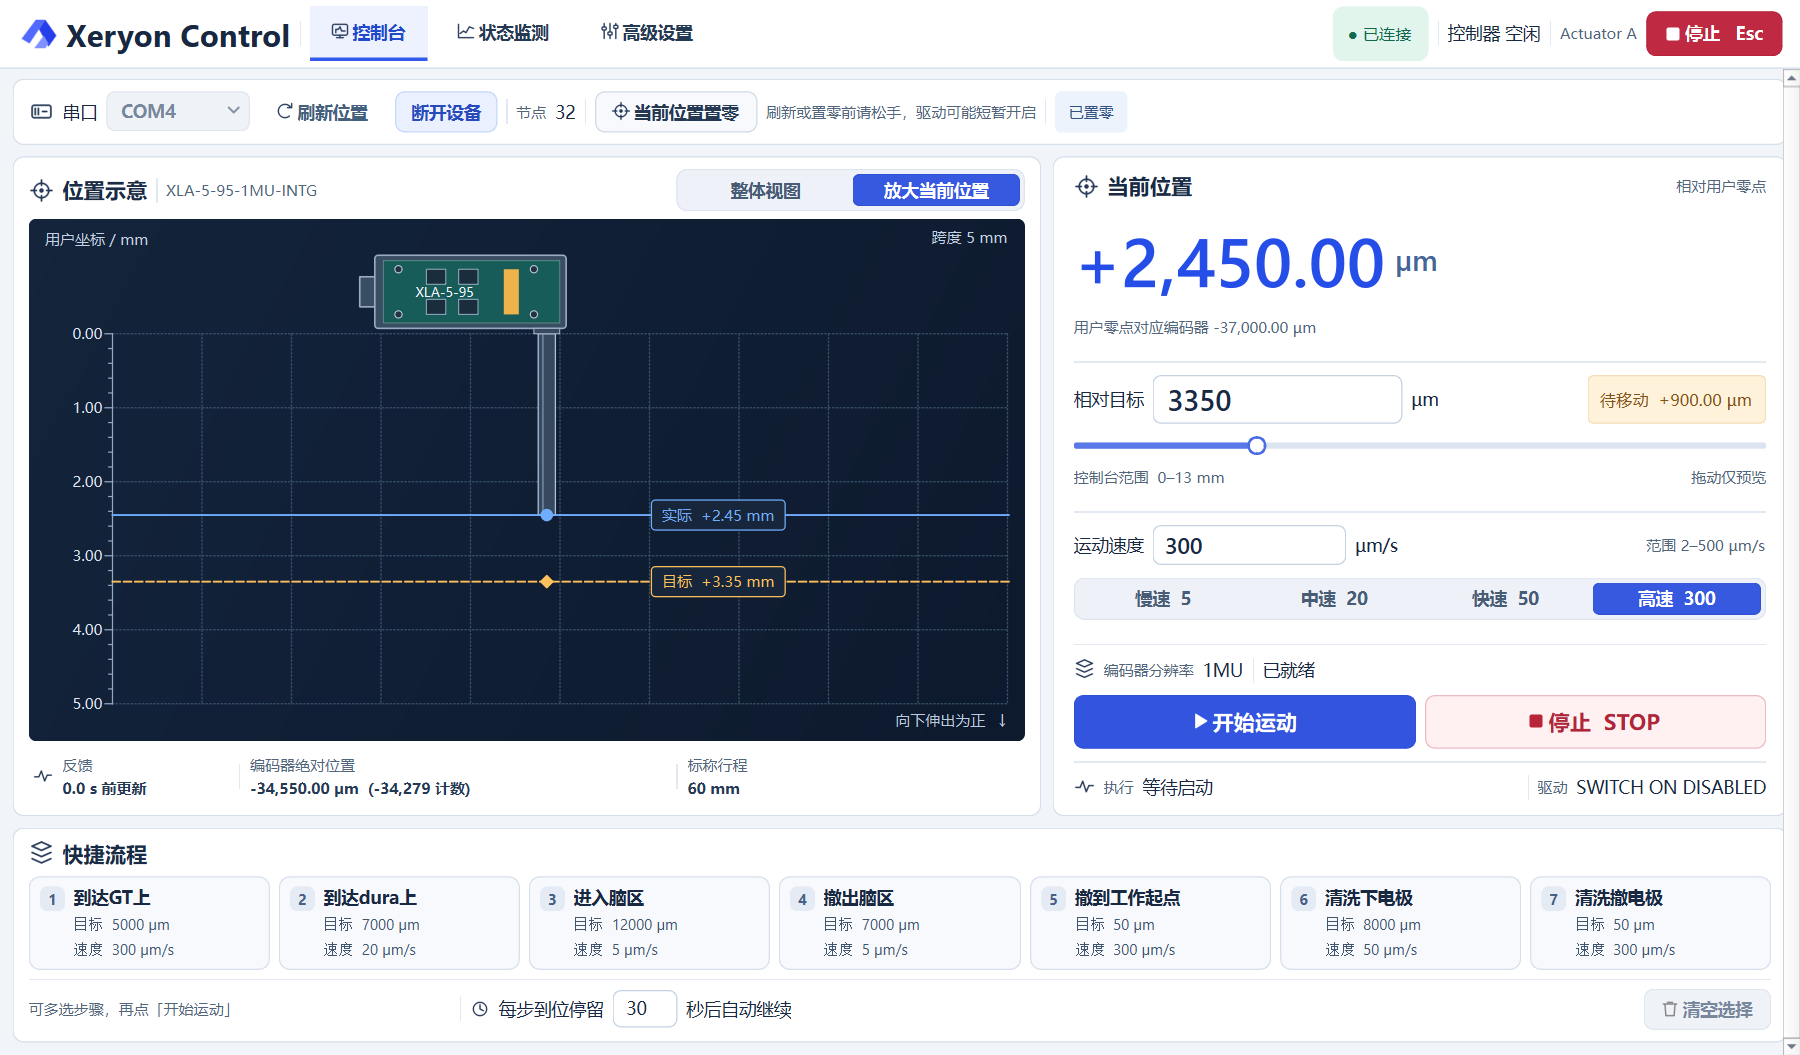 Xeryon Control
控制台
状态监测
高级设置
已连接
控制器 空闲
Actuator A
停止 Esc
串口
COM4
刷新位置
断开设备
节点 32
当前位置置零
刷新或置零前请松手，驱动可能短暂开启
已置零
位置示意
XLA-5-95-1MU-INTG
整体视图
放大当前位置
用户坐标 / mm
跨度 5 mm
XLA-5-95
0.00
1.00
2.00
实际 +2.45 mm
3.00
目标 +3.35 mm
4.00
5.00
向下伸出为正 ↓
反馈
0.0 s 前更新
编码器绝对位置
-34,550.00 µm (-34,279 计数)
标称行程
60 mm
当前位置
相对用户零点
+2,450.00 µm
用户零点对应编码器 -37,000.00 µm
相对目标 3350 µm
待移动 +900.00 µm
控制台范围 0–13 mm
拖动仅预览
运动速度 300 µm/s
范围 2–500 µm/s
慢速 5
中速 20
快速 50
高速 300
编码器分辨率 1MU
已就绪
开始运动
停止 STOP
执行 等待启动
驱动 SWITCH ON DISABLED
快捷流程
1 到达GT上
目标 5000 µm
速度 300 µm/s
2 到达dura上
目标 7000 µm
速度 20 µm/s
3 进入脑区
目标 12000 µm
速度 5 µm/s
4 撤出脑区
目标 7000 µm
速度 5 µm/s
5 撤到工作起点
目标 50 µm
速度 300 µm/s
6 清洗下电极
目标 8000 µm
速度 50 µm/s
7 清洗撤电极
目标 50 µm
速度 300 µm/s
可多选步骤，再点「开始运动」
每步到位停留 30 秒后自动继续
清空选择